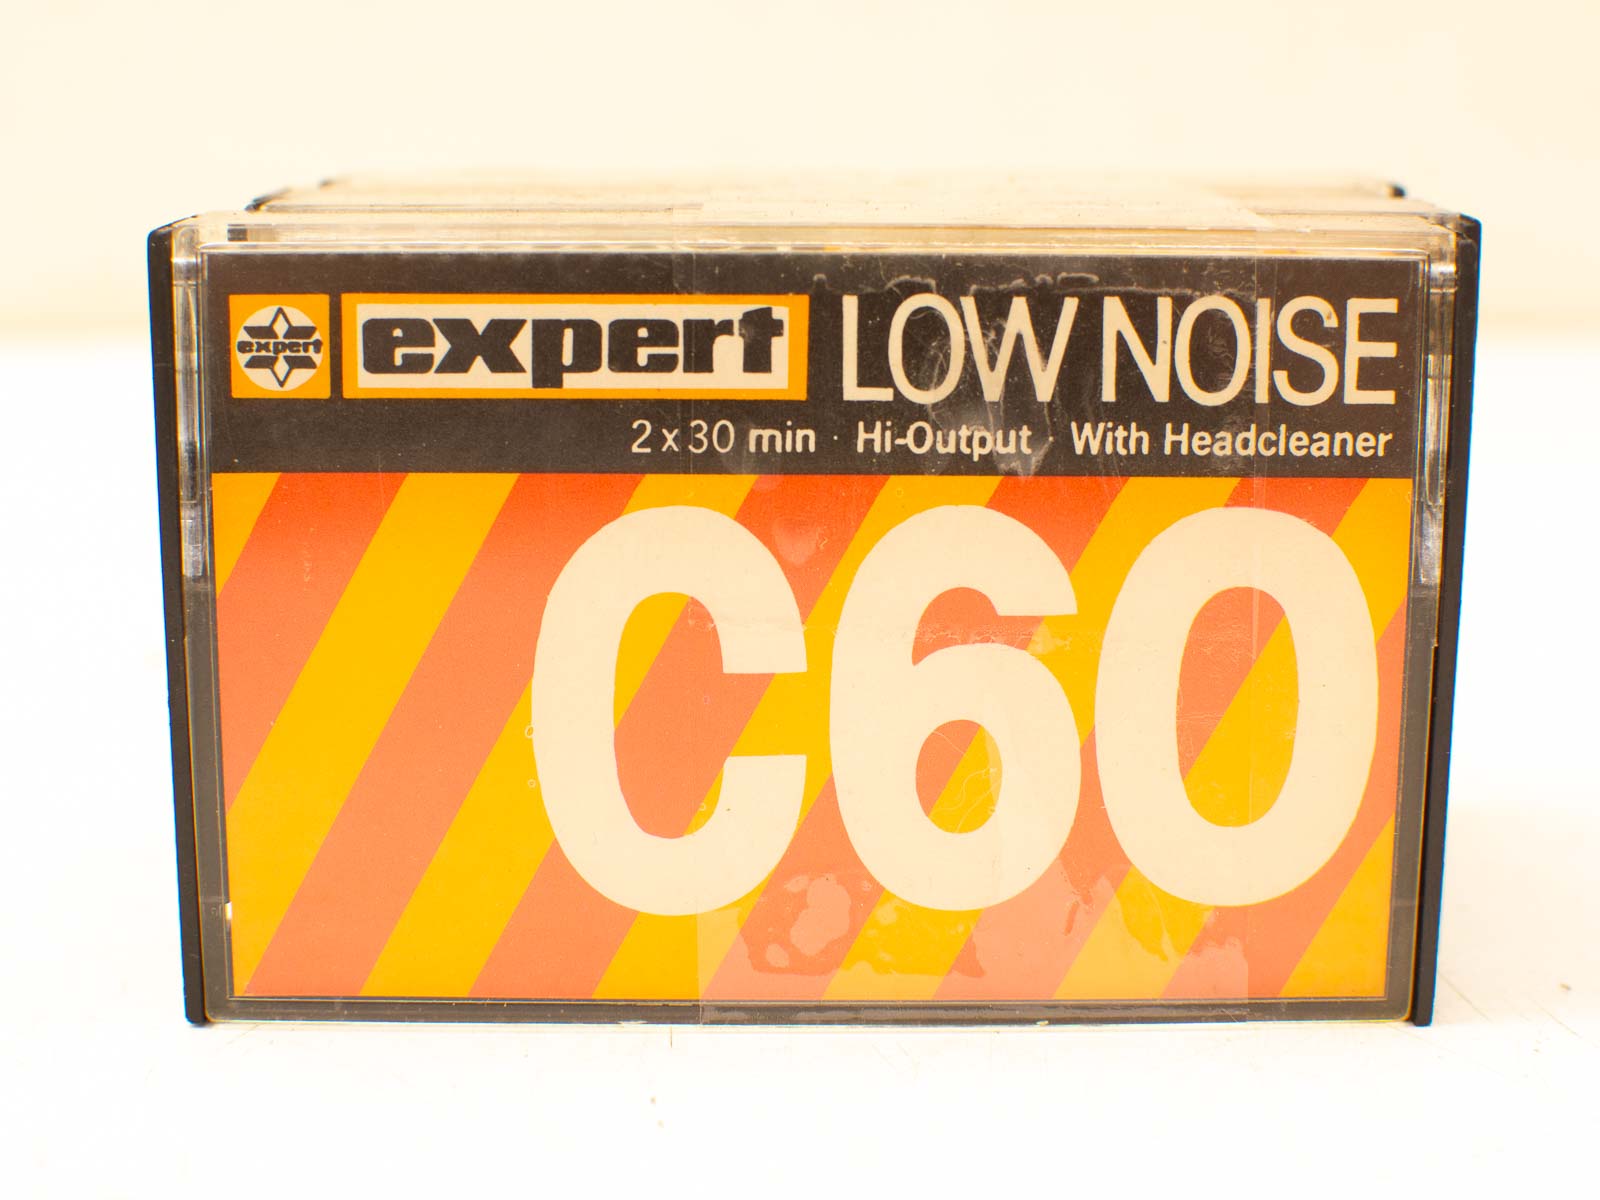 expert expert LOW NOISE
2 x 30 min · Hi-Output · With Headcleaner
C60